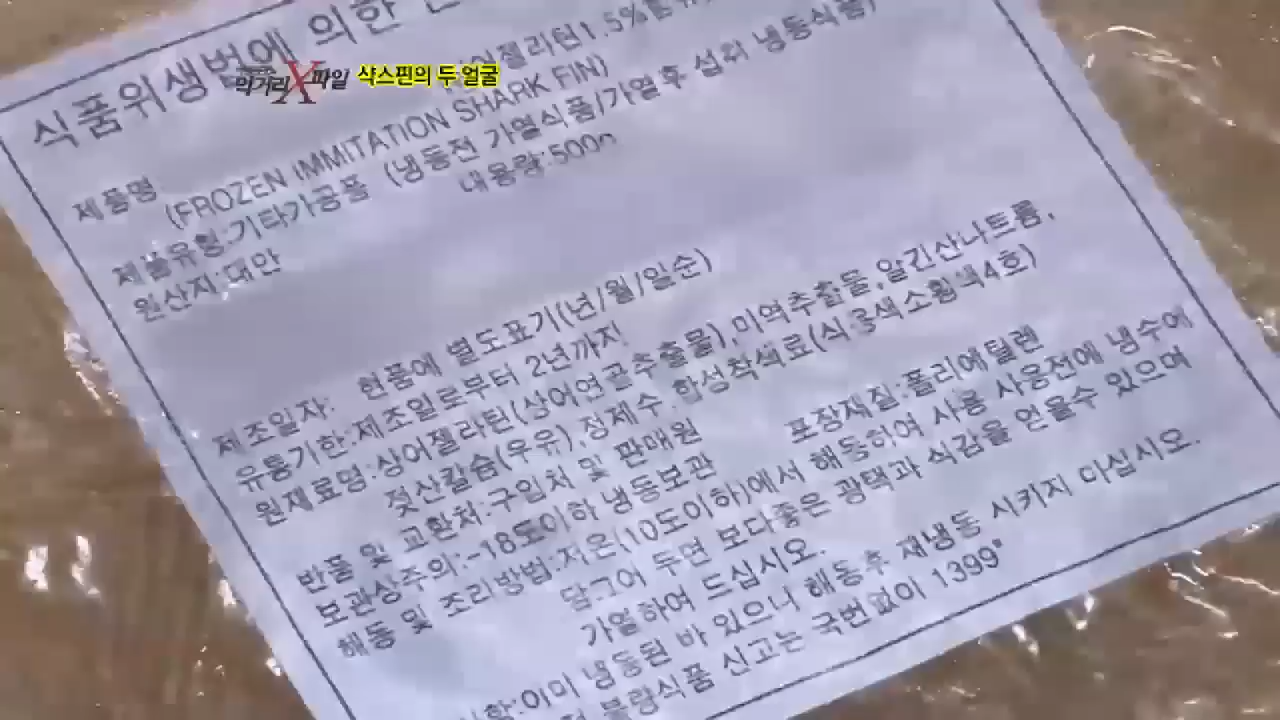 먹거리X파일 샥스핀의 두 얼굴
식품위생법에 의한
제품명
젤라틴1.5%
(FROZEN IMMITATION SHARK FIN)
제품유형:기타가공품 (냉동전 가열식품/가열후 섭취 냉동식품)
원산지:대만
내용량:500
제조일자: 현품에 별도표기(년/월/일순)
유통기한:제조일로부터 2년까지
원재료명:상어젤라틴(상어연골추출물),미역추출물,알긴산나트륨,
젖산칼슘(우유),정제수,합성착색료(식용색소황색4호)
반품 및 교환처:구입처 및 판매원 포장재질:폴리에틸렌
보관상주의:-18도이하 냉동보관
해동 및 조리방법:저온(10도이하)에서 해동하여 사용 사용전에 냉수에
담그어 두면 보다좋은 광택과 식감을 얻을수 있으며
가열하여 드십시오.
이미 냉동된 바 있으니 해동후 재냉동 시키지 마십시오.
불량식품 신고는 국번없이 1399"